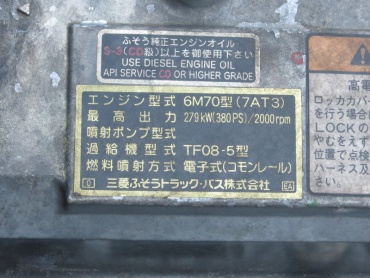 ふそう純正エンジンオイル
S-3(CD級)以上を御使用下さい
USE DIESEL ENGINE OIL
API SERVICE CD OR HIGHER GRADE
エンジン型式 6M70型(7AT3)
最高出力 279kW(380PS)/2000rpm
噴射ポンプ型式
過給機型式 TF08-5型
燃料噴射方式 電子式(コモンレール)
D 三菱ふそうトラック・バス株式会社 EA
高電
ロッカカバー
を行う場合に
LOCKの
やむをえず
位置で点検
ハーネス及
い。